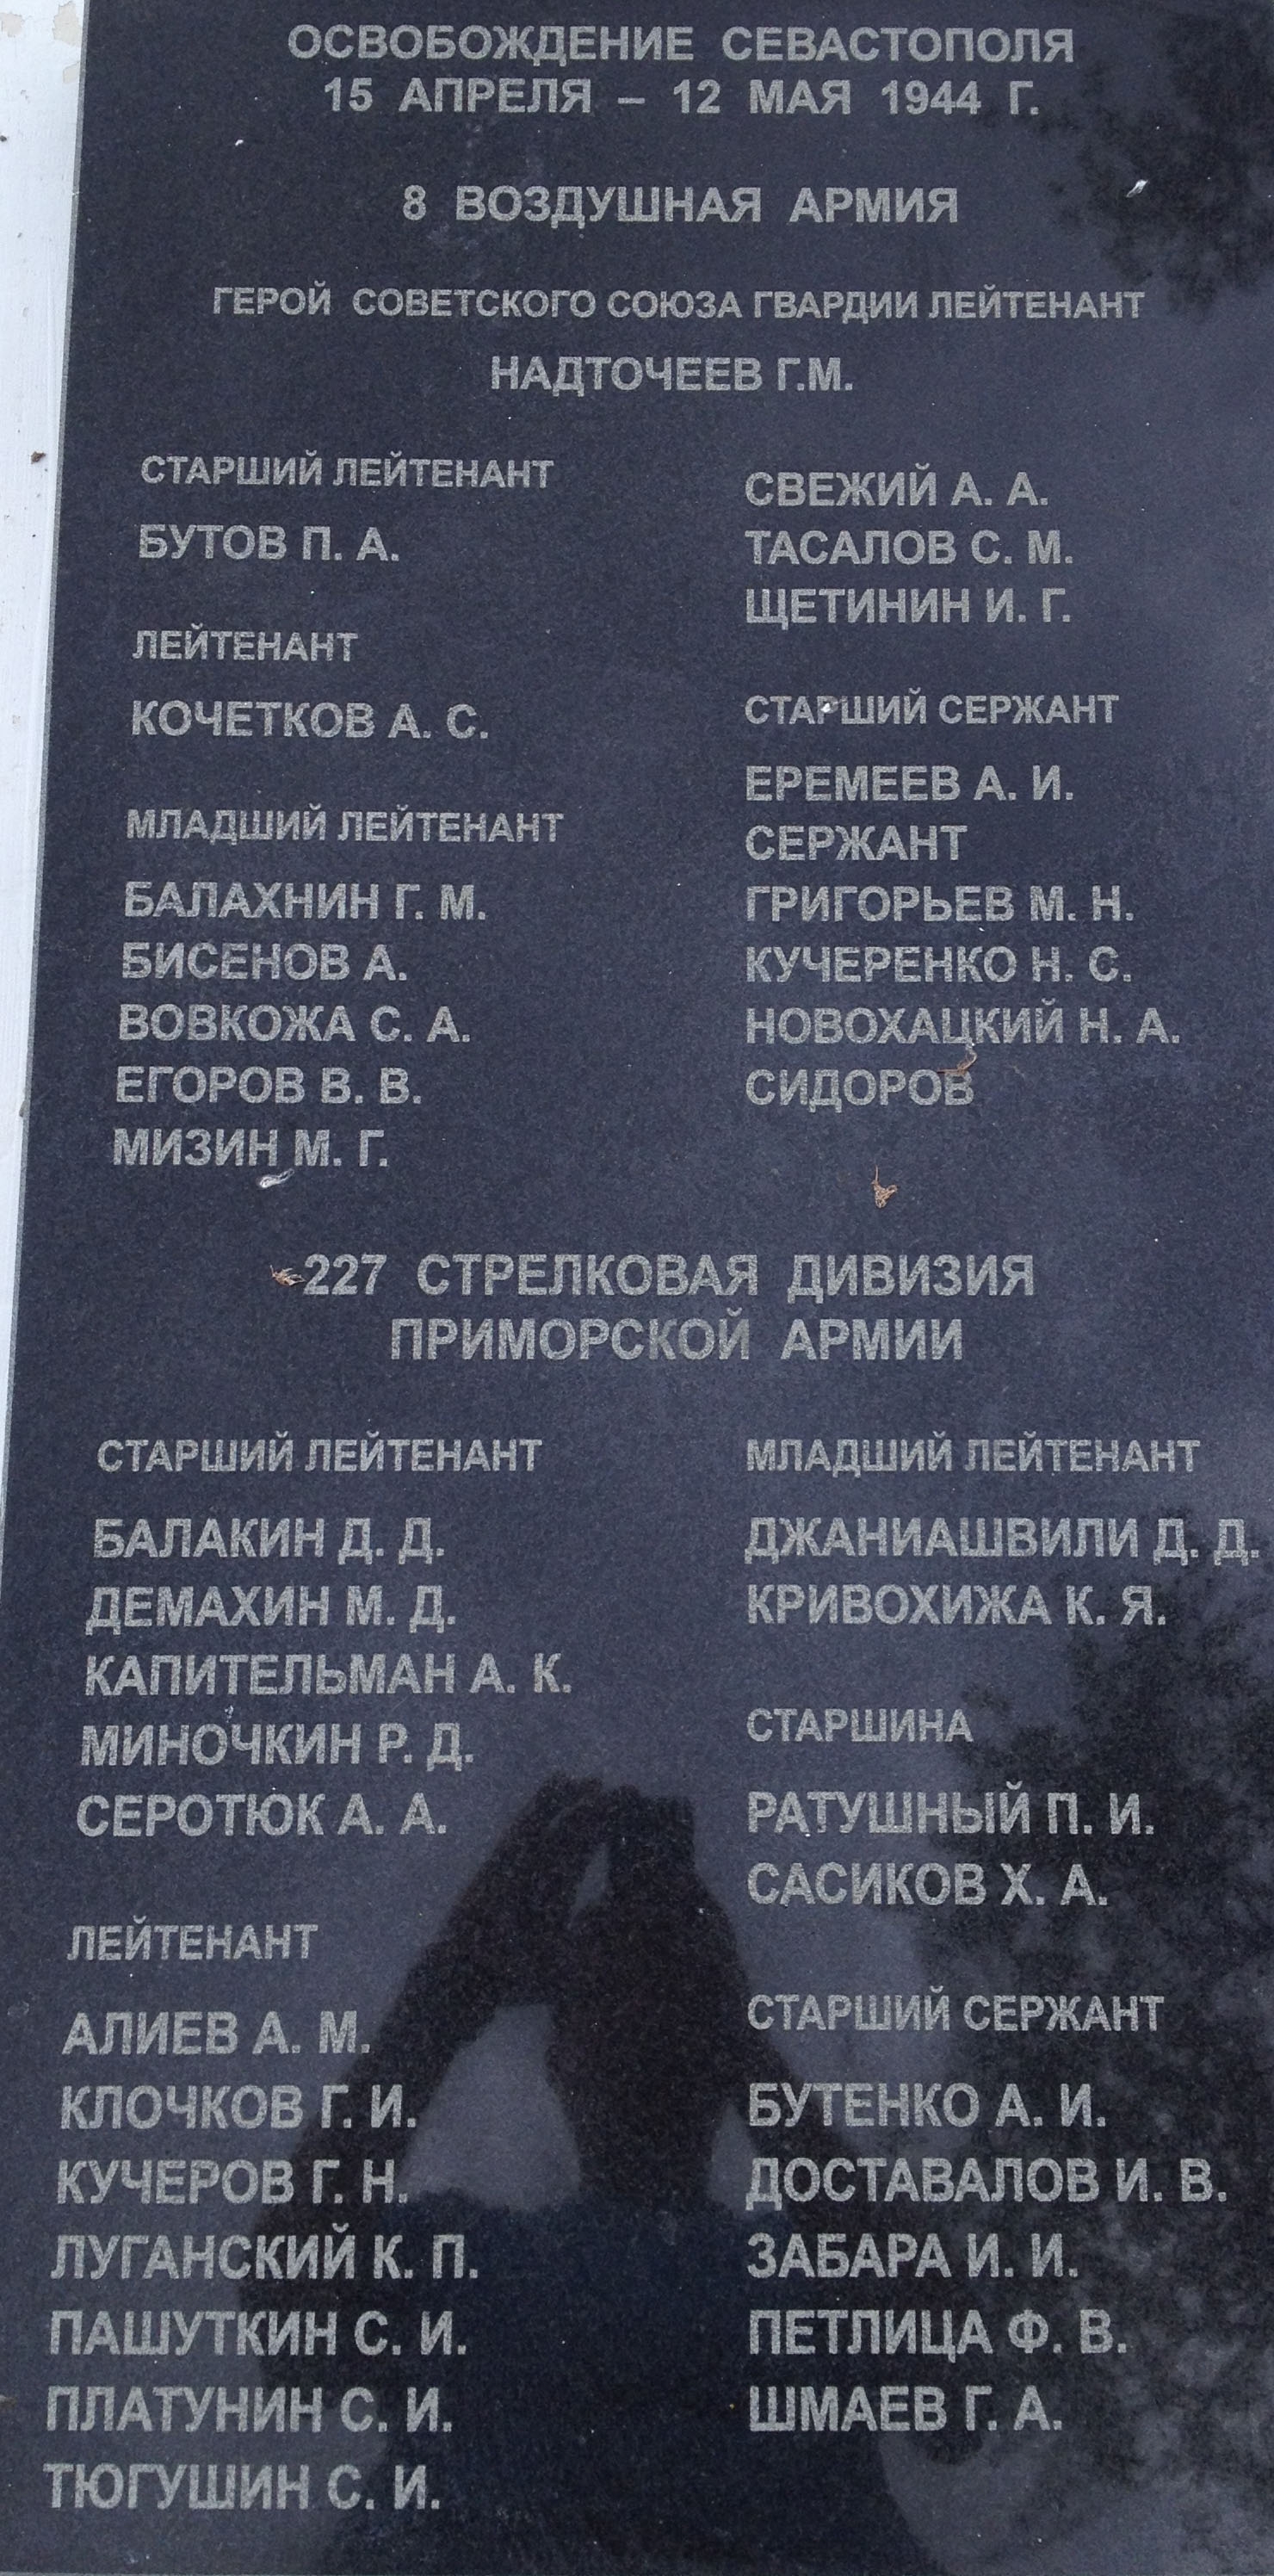 ОСВОБОЖДЕНИЕ СЕВАСТОПОЛЯ
15 АПРЕЛЯ – 12 МАЯ 1944 Г.
8 ВОЗДУШНАЯ АРМИЯ
ГЕРОЙ СОВЕТСКОГО СОЮЗА ГВАРДИИ ЛЕЙТЕНАНТ
НАДТОЧЕЕВ Г.М.
СТАРШИЙ ЛЕЙТЕНАНТ
БУТОВ П. А.
ЛЕЙТЕНАНТ
КОЧЕТКОВ А. С.
МЛАДШИЙ ЛЕЙТЕНАНТ
БАЛАХНИН Г. М.
БИСЕНОВ А.
ВОВКОЖА С. А.
ЕГОРОВ В. В.
МИЗИН М. Г.
СВЕЖИЙ А. А.
ТАСАЛОВ С. М.
ЩЕТИНИН И. Г.
СТАРШИЙ СЕРЖАНТ
ЕРЕМЕЕВ А. И.
СЕРЖАНТ
ГРИГОРЬЕВ М. Н.
КУЧЕРЕНКО Н. С.
НОВОХАЦКИЙ Н. А.
СИДОРОВ
227 СТРЕЛКОВАЯ ДИВИЗИЯ
ПРИМОРСКОЙ АРМИИ
СТАРШИЙ ЛЕЙТЕНАНТ
БАЛАКИН Д. Д.
ДЕМАХИН М. Д.
КАПИТЕЛЬМАН А. К.
МИНОЧКИН Р. Д.
СЕРОТЮК А. А.
ЛЕЙТЕНАНТ
АЛИЕВ А. М.
КЛОЧКОВ Г. И.
КУЧЕРОВ Г. Н.
ЛУГАНСКИЙ К. П.
ПАШУТКИН С. И.
ПЛАТУНИН С. И.
ТЮГУШИН С. И.
МЛАДШИЙ ЛЕЙТЕНАНТ
ДЖАНИАШВИЛИ Д. Д.
КРИВОХИЖА К. Я.
СТАРШИНА
РАТУШНЫЙ П. И.
САСИКОВ Х. А.
СТАРШИЙ СЕРЖАНТ
БУТЕНКО А. И.
ДОСТАВАЛОВ И. В.
ЗАБАРА И. И.
ПЕТЛИЦА Ф. В.
ШМАЕВ Г. А.